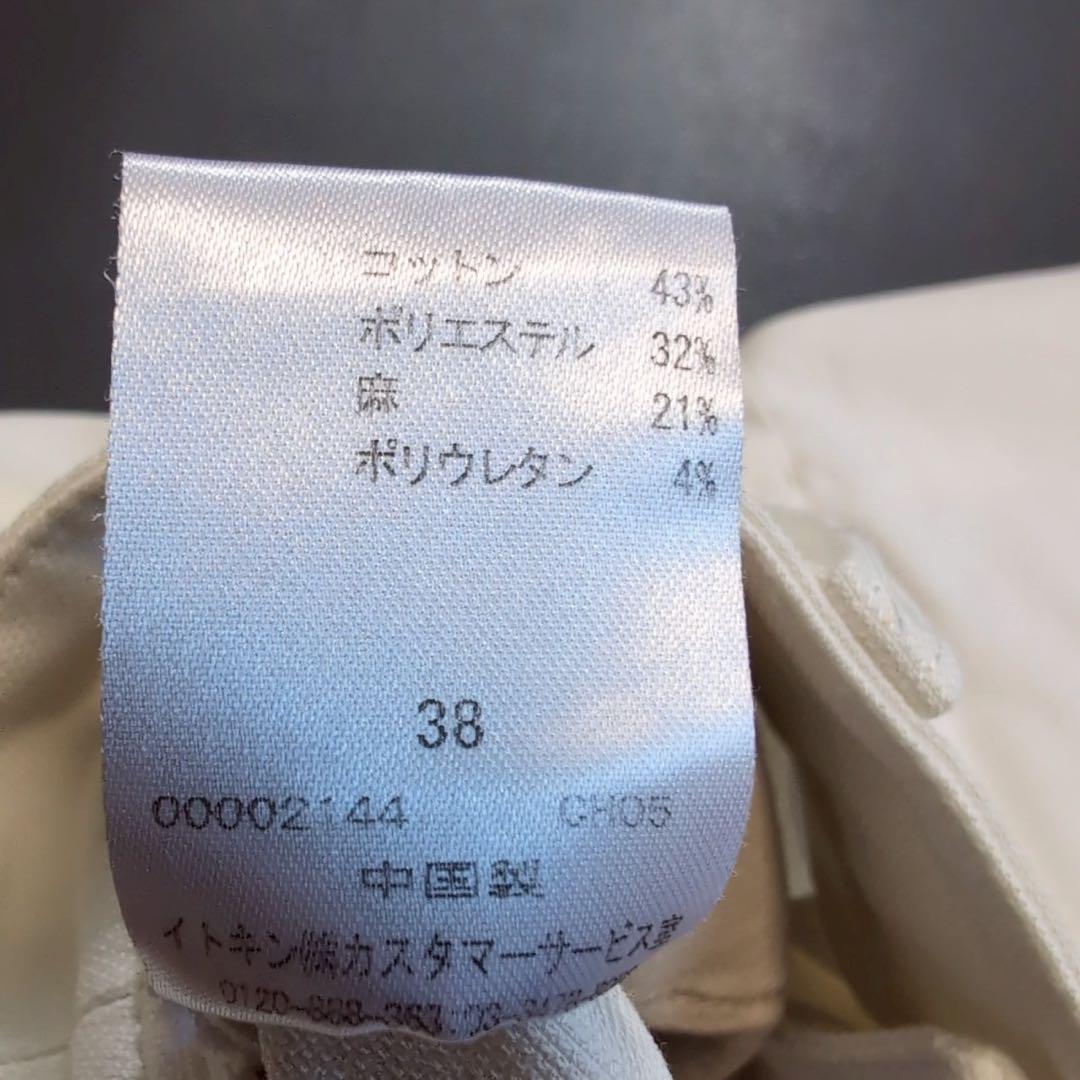 コットン 43%
ポリエステル 32%
麻 21%
ポリウレタン 4%
38
00002144 GH05
中国製
イトキン㈱カスタマーサービス室